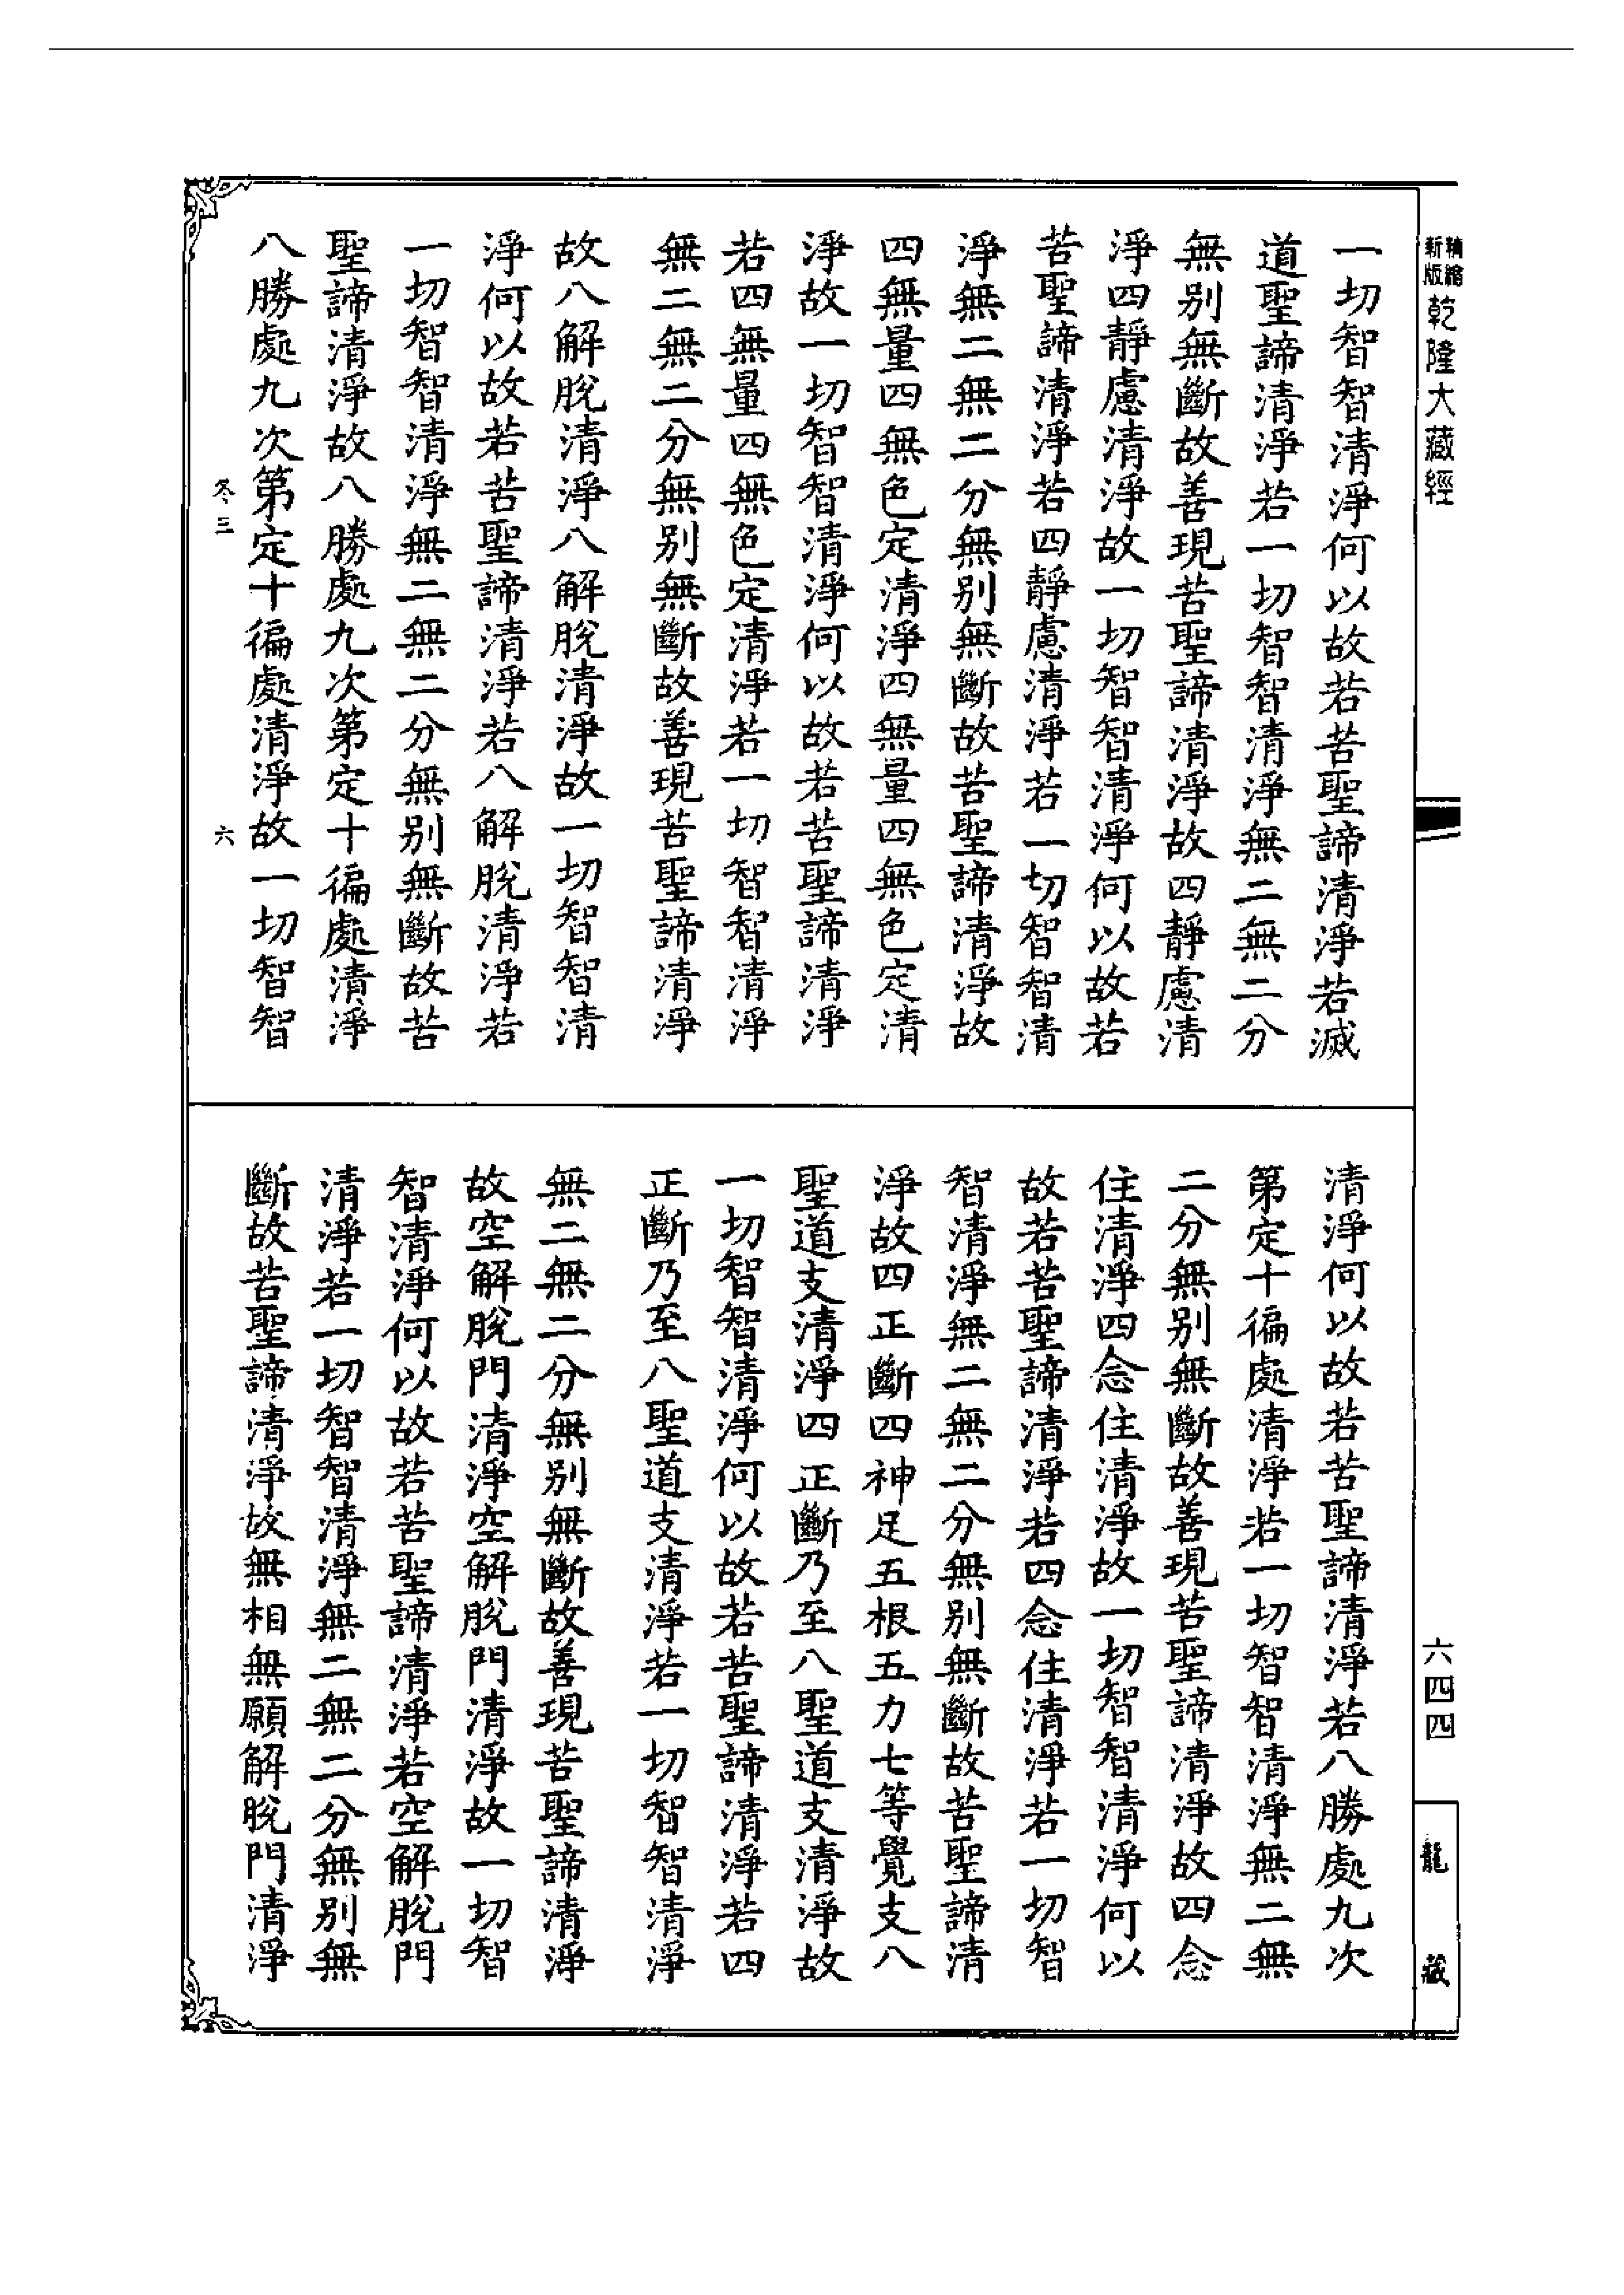 精縮
新版
乾隆大藏經
一切智智清淨何以故若苦聖諦清淨若滅
道聖諦清淨若一切智智清淨無二無二分
無別無斷故善現苦聖諦清淨故四靜慮清
淨四靜慮清淨故一切智智清淨何以故若
苦聖諦清淨若四靜慮清淨若一切智智清
淨無二無二分無別無斷故苦聖諦清淨故
四無量四無色定清淨四無量四無色定清
淨故一切智智清淨何以故若苦聖諦清淨
若四無量四無色定清淨若一切智智清淨
無二無二分無別無斷故善現苦聖諦清淨
故八解脫清淨八解脫清淨故一切智智清
淨何以故若苦聖諦清淨若八解脫清淨若
一切智智清淨無二無二分無別無斷故苦
聖諦清淨故八勝處九次第定十徧處清淨
八勝處九次第定十徧處清淨故一切智智
冬三
六
清淨何以故若苦聖諦清淨若八勝處九次
第定十徧處清淨若一切智智清淨無二無
二分無別無斷故善現苦聖諦清淨故四念
住清淨四念住清淨故一切智智清淨何以
故若苦聖諦清淨若四念住清淨若一切智
智清淨無二無二分無別無斷故苦聖諦清
淨故四正斷四神足五根五力七等覺支八
聖道支清淨四正斷乃至八聖道支清淨故
一切智智清淨何以故若苦聖諦清淨若四
正斷乃至八聖道支清淨若一切智智清淨
無二無二分無別無斷故善現苦聖諦清淨
故空解脫門清淨空解脫門清淨故一切智
智清淨何以故若苦聖諦清淨若空解脫門
清淨若一切智智清淨無二無二分無別無
斷故苦聖諦清淨故無相無願解脫門清淨
六四四
龍藏